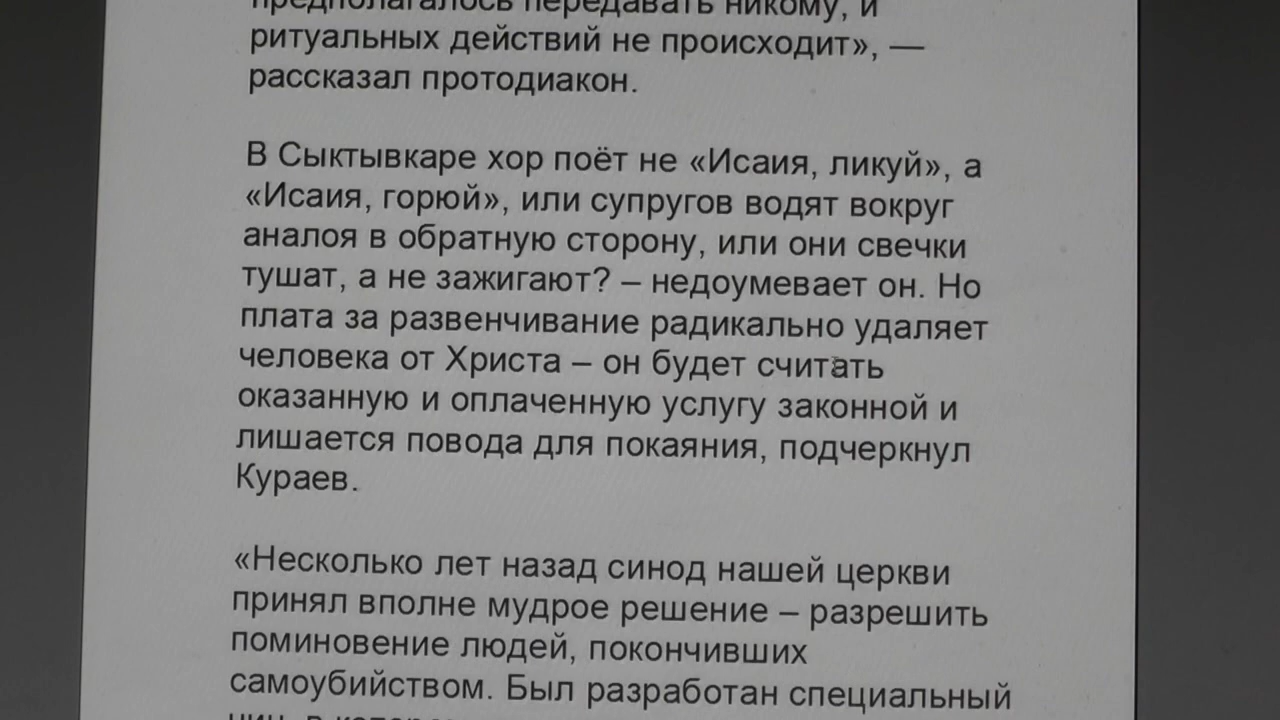 предполагалось передавать никому, и
ритуальных действий не происходит», —
рассказал протодиакон.
В Сыктывкаре хор поёт не «Исаия, ликуй», а
«Исаия, горюй», или супругов водят вокруг
аналоя в обратную сторону, или они свечки
тушат, а не зажигают? – недоумевает он. Но
плата за развенчивание радикально удаляет
человека от Христа – он будет считать
оказанную и оплаченную услугу законной и
лишается повода для покаяния, подчеркнул
Кураев.
«Несколько лет назад синод нашей церкви
принял вполне мудрое решение – разрешить
поминовение людей, покончивших
самоубийством. Был разработан специальный